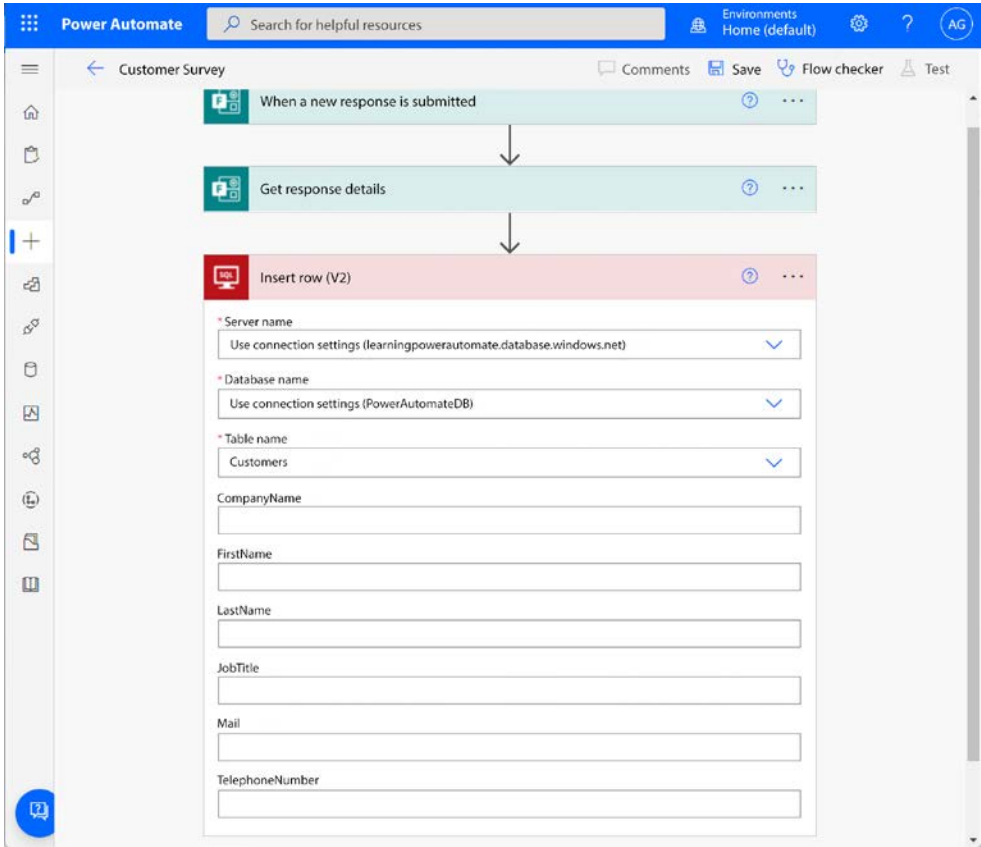 Power Automate
Search for helpful resources
Environments
Home (default)
?
AG
Customer Survey
Comments
Save
Flow checker
Test
When a new response is submitted
Get response details
SQL
Insert row (V2)
* Server name
Use connection settings (learningpowerautomate.database.windows.net)
* Database name
Use connection settings (PowerAutomateDB)
* Table name
Customers
CompanyName
FirstName
LastName
JobTitle
Mail
TelephoneNumber